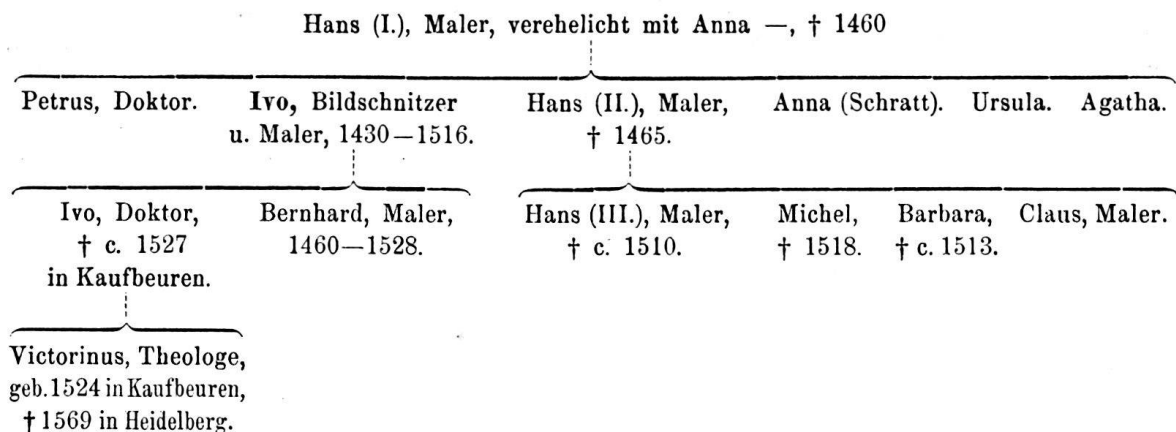 Hans (I.), Maler, verehelicht mit Anna —, † 1460
Petrus, Doktor. Ivo, Bildschnitzer Hans (II.), Maler, Anna (Schratt). Ursula. Agatha.
u. Maler, 1430—1516. † 1465.
Ivo, Doktor, Bernhard, Maler, Hans (III.), Maler, Michel, Barbara, Claus, Maler.
† c. 1527 1460—1528. † c. 1510. † 1518. † c. 1513.
in Kaufbeuren.
Victorinus, Theologe,
geb. 1524 in Kaufbeuren,
† 1569 in Heidelberg.